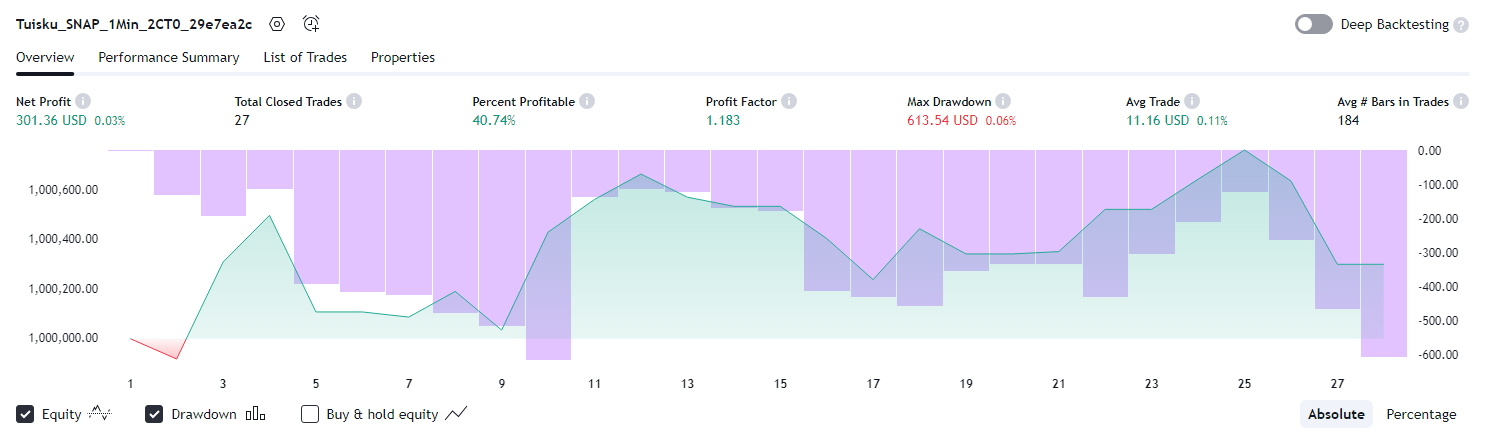 Tuisku_SNAP_1Min_2CT0_29e7ea2c
Deep Backtesting ?
Overview Performance Summary List of Trades Properties
Net Profit i Total Closed Trades i Percent Profitable i Profit Factor i Max Drawdown i Avg Trade i Avg # Bars in Trades i
301.36 USD 0.03% 27 40.74% 1.183 613.54 USD 0.06% 11.16 USD 0.11% 184
0.00
1,000,600.00 -100.00
-200.00
1,000,400.00 -300.00
1,000,200.00 -400.00
-500.00
1,000,000.00 -600.00
1 3 5 7 9 11 13 15 17 19 21 23 25 27
Equity Drawdown Buy & hold equity Absolute Percentage